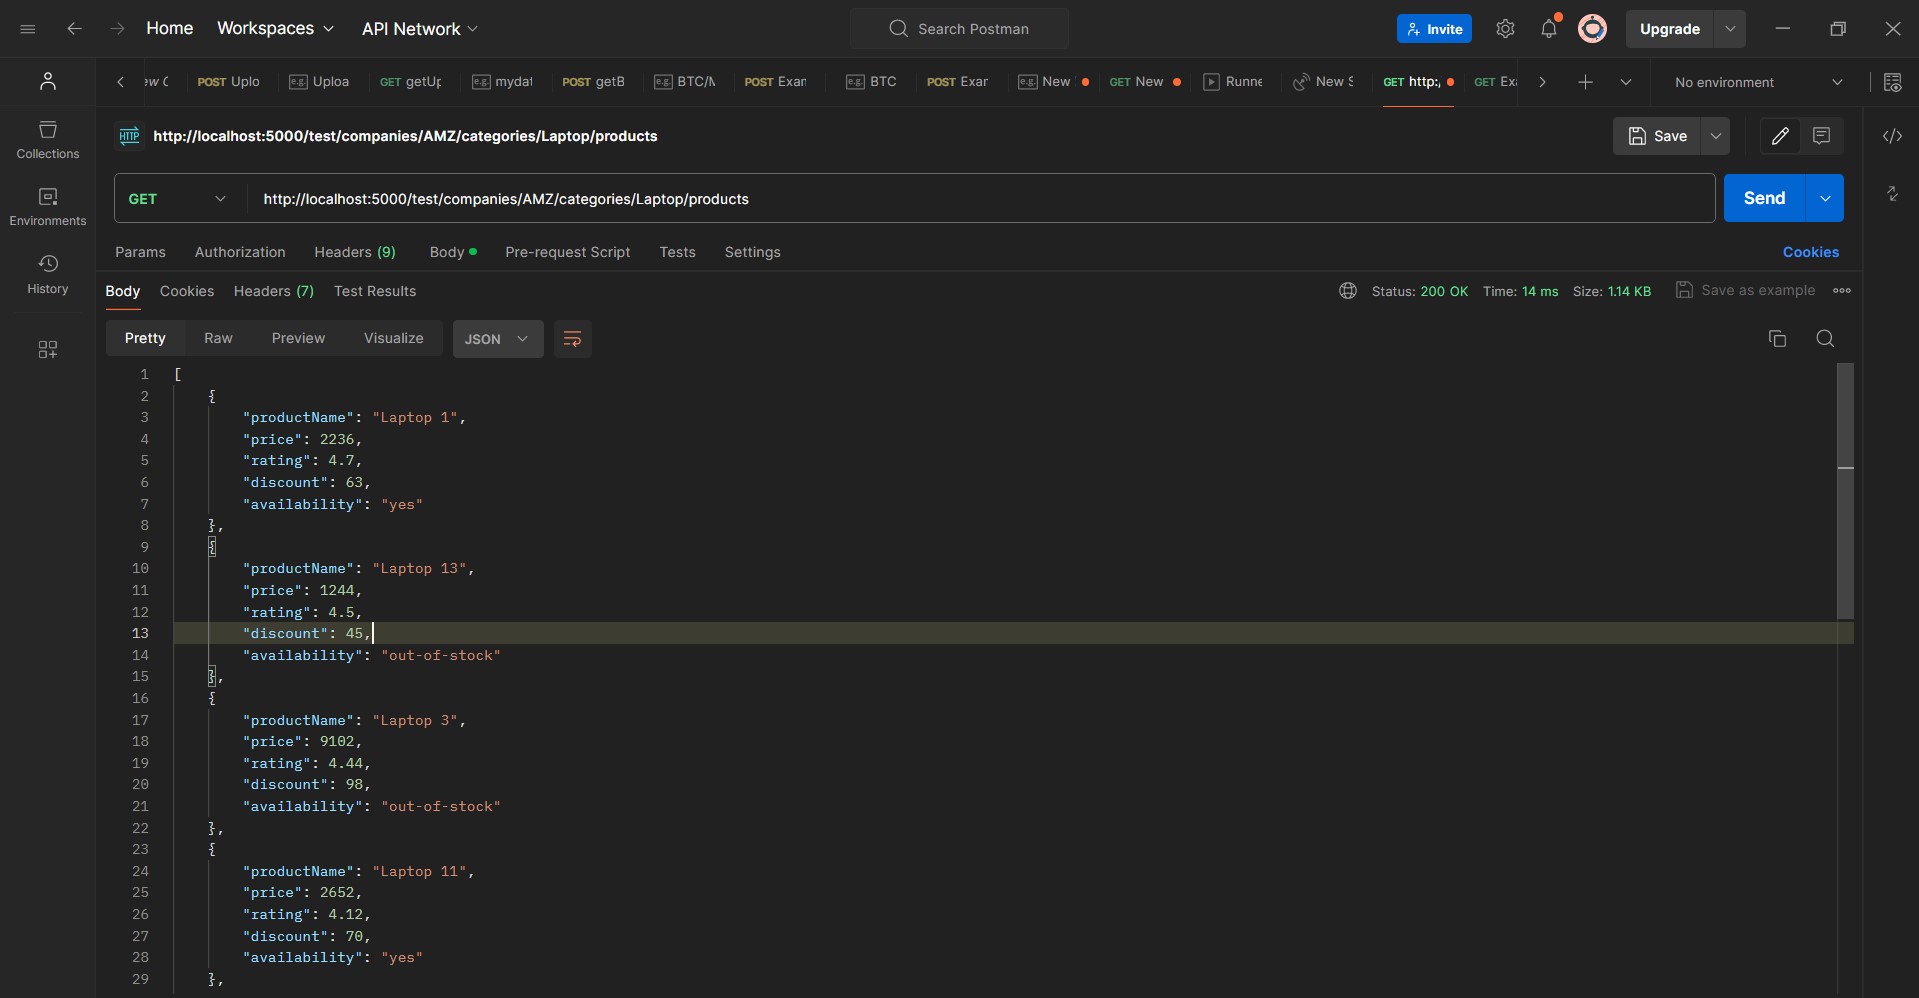 Home Workspaces API Network Search Postman Invite Upgrade
ew C POST Uplo e.g. Uploa GET getUp e.g. mydat POST getB e.g. BTC/N POST Exan e.g. BTC POST Exar e.g. New GET New Runne New S GET http:/ GET Exa No environment
HTTP http://localhost:5000/test/companies/AMZ/categories/Laptop/products Save
GET http://localhost:5000/test/companies/AMZ/categories/Laptop/products Send
Params Authorization Headers (9) Body Pre-request Script Tests Settings Cookies
Body Cookies Headers (7) Test Results Status: 200 OK Time: 14 ms Size: 1.14 KB Save as example
Pretty Raw Preview Visualize JSON
Collections
Environments
History
1 [
2 {
3 "productName": "Laptop 1",
4 "price": 2236,
5 "rating": 4.7,
6 "discount": 63,
7 "availability": "yes"
8 },
9 {
10 "productName": "Laptop 13",
11 "price": 1244,
12 "rating": 4.5,
13 "discount": 45,
14 "availability": "out-of-stock"
15 },
16 {
17 "productName": "Laptop 3",
18 "price": 9102,
19 "rating": 4.44,
20 "discount": 98,
21 "availability": "out-of-stock"
22 },
23 {
24 "productName": "Laptop 11",
25 "price": 2652,
26 "rating": 4.12,
27 "discount": 70,
28 "availability": "yes"
29 },